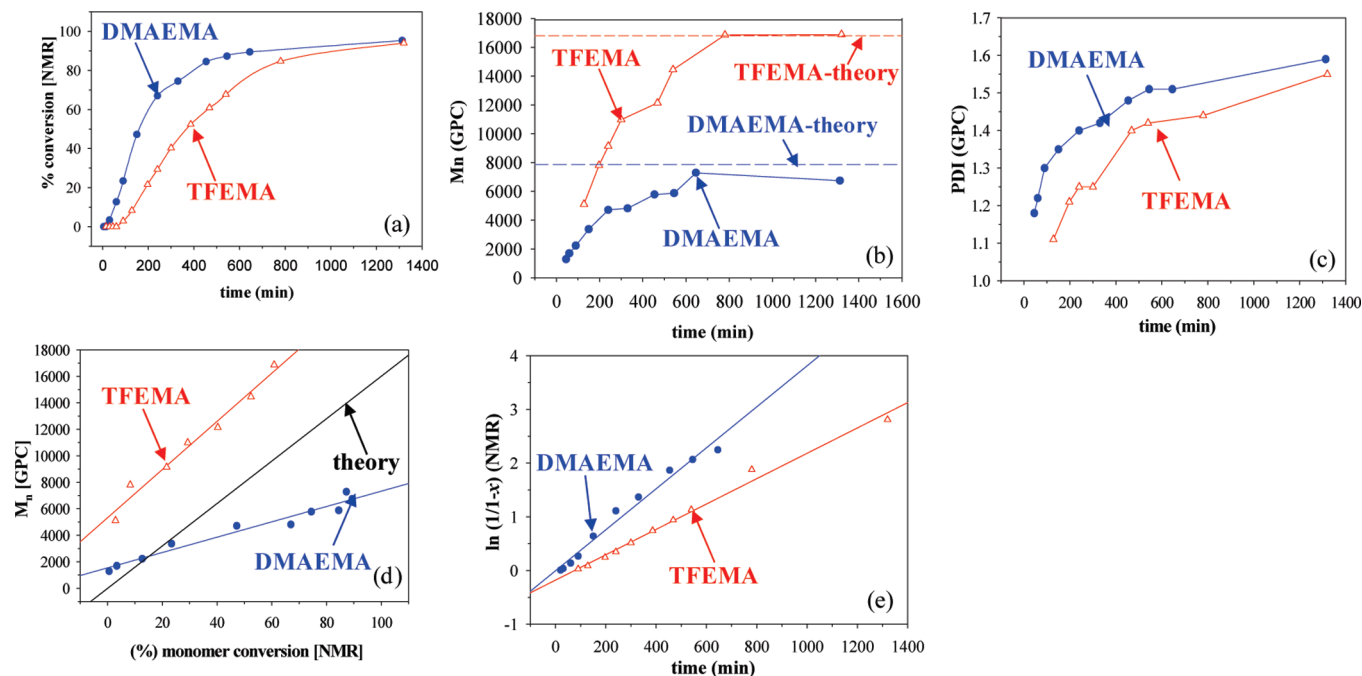 100
80
60
40
20
0
% conversion [NMR]
DMAEMA
TFEMA
(a)
0 200 400 600 800 1000 1200 1400
time (min)
18000
16000
14000
12000
10000
8000
6000
4000
2000
0
Mn (GPC)
TFEMA
TFEMA-theory
DMAEMA-theory
DMAEMA
(b)
0 200 400 600 800 1000 1200 1400 1600
time (min)
1.7
1.6
1.5
1.4
1.3
1.2
1.1
1.0
PDI (GPC)
DMAEMA
TFEMA
(c)
0 200 400 600 800 1000 1200 1400
time (min)
18000
16000
14000
12000
10000
8000
6000
4000
2000
0
Mn [GPC]
TFEMA
theory
DMAEMA
(d)
0 20 40 60 80 100
(%) monomer conversion [NMR]
4
3
2
1
0
-1
ln (1/1-x) (NMR)
DMAEMA
TFEMA
(e)
0 200 400 600 800 1000 1200 1400
time (min)